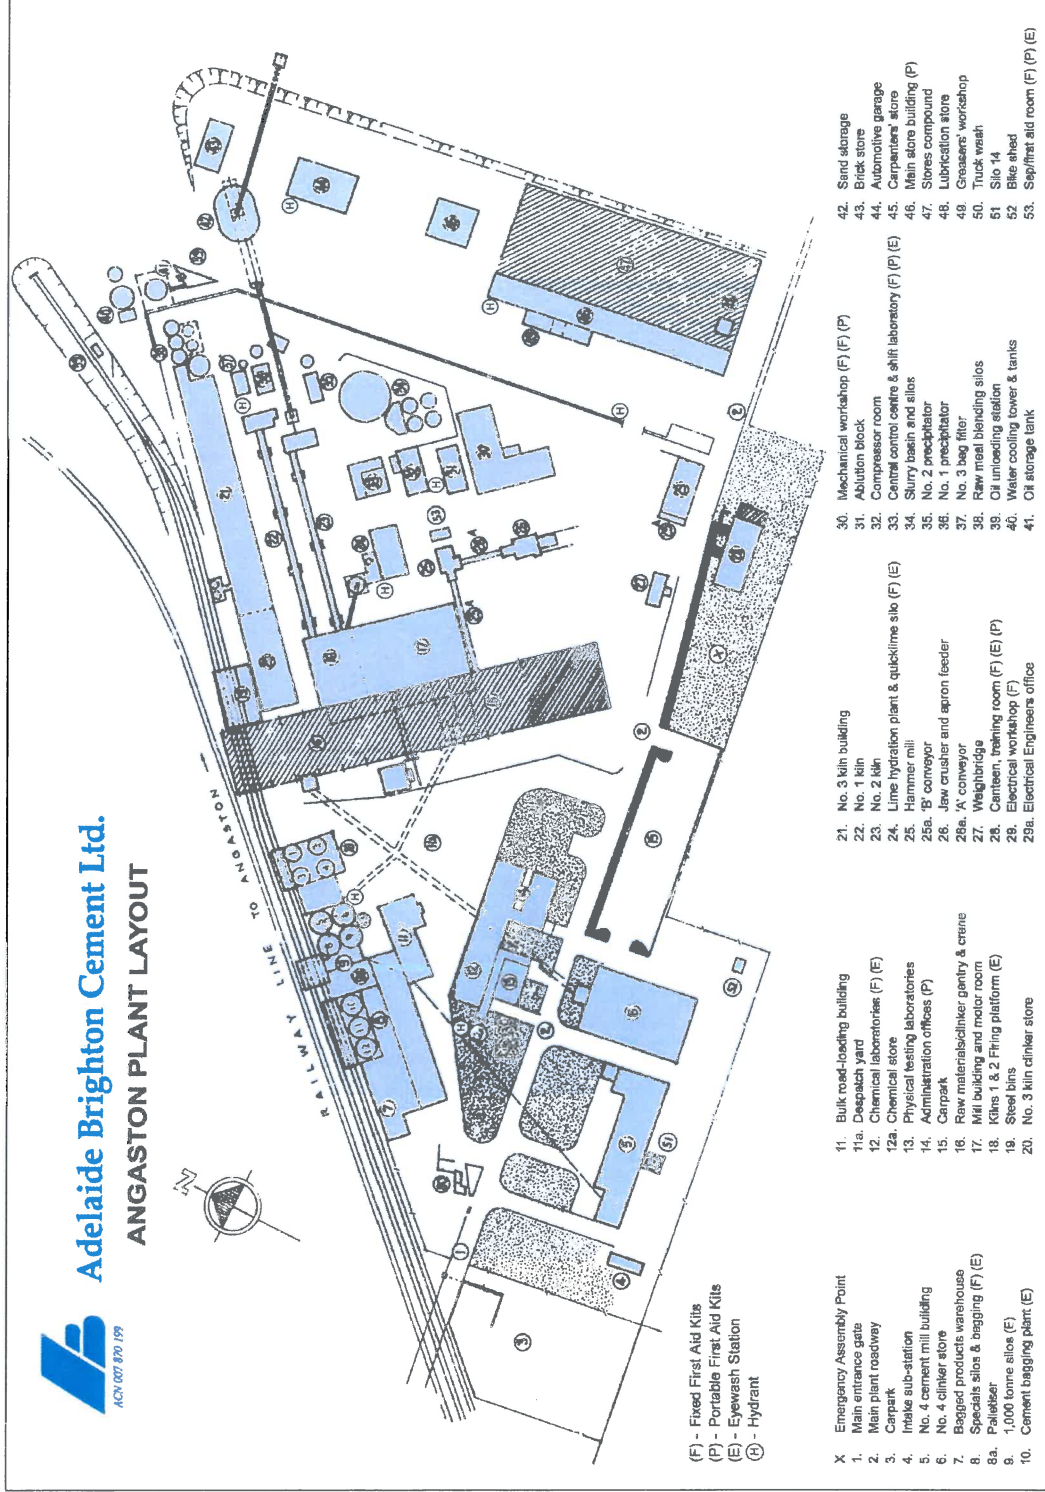 Adelaide Brighton Cement Ltd.
ACN 007 870 199
ANGASTON PLANT LAYOUT
N
RAILWAY LINE TO ANGASTON
(F) - Fixed First Aid Kits
(P) - Portable First Aid Kits
(E) - Eyewash Station
(H) - Hydrant
X Emergency Assembly Point
1. Main entrance gate
2. Main plant roadway
3. Carpark
4. Intake sub-station
5. No. 4 cement mill building
6. No. 4 clinker store
7. Bagged products warehouse
8. Specials silos & bagging (F) (E)
8a. Palletiser
9. 1,000 tonne silos (E)
10. Cement bagging plant (E)
11. Bulk road-loading building
11a. Despatch yard
12. Chemical laboratories (F) (E)
12a. Chemical store
13. Physical testing laboratories
14. Administration offices (P)
15. Carpark
16. Raw materials/clinker gantry & crane
17. Mill building and motor room
18. Kilns 1 & 2 Firing platform (E)
19. Steel bins
20. No. 3 kiln clinker store
21. No. 3 kiln building
22. No. 1 kiln
23. No. 2 kiln
24. Lime hydration plant & quicklime silo (F) (E)
25. Hammer mill
25a. 'B' conveyor
26. Jaw crusher and apron feeder
26a. 'A' conveyor
27. Weighbridge
28. Canteen, training room (F) (E) (P)
29. Electrical workshop (F)
29a. Electrical Engineers office
30. Mechanical workshop (F) (F) (P)
31. Ablution block
32. Compressor room
33. Central control centre & shift laboratory (F) (P) (E)
34. Slurry basin and silos
35. No. 2 precipitator
36. No. 1 precipitator
37. No. 3 bag filter
38. Raw meal blending silos
39. Oil unloading station
40. Water cooling tower & tanks
41. Oil storage tank
42. Sand storage
43. Brick store
44. Automotive garage
45. Carpenters' store
46. Main store building (P)
47. Stores compound
48. Lubrication store
49. Greasers' workshop
50. Truck wash
51 Silo 14
52 Bike shed
53. Sep/first aid room (F) (P) (E)